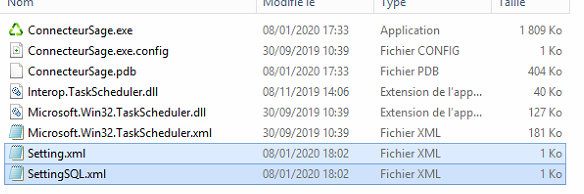 Nom Modifié le Type Taille
ConnecteurSage.exe 08/01/2020 17:33 Application 1 809 Ko
ConnecteurSage.exe.config 30/09/2019 10:39 Fichier CONFIG 1 Ko
ConnecteurSage.pdb 08/01/2020 17:33 Fichier PDB 404 Ko
Interop.TaskScheduler.dll 08/11/2019 14:06 Extension de l'app... 40 Ko
Microsoft.Win32.TaskScheduler.dll 30/09/2019 10:39 Extension de l'app... 127 Ko
Microsoft.Win32.TaskScheduler.xml 30/09/2019 10:39 Fichier XML 181 Ko
Setting.xml 08/01/2020 18:02 Fichier XML 1 Ko
SettingSQL.xml 08/01/2020 18:02 Fichier XML 1 Ko